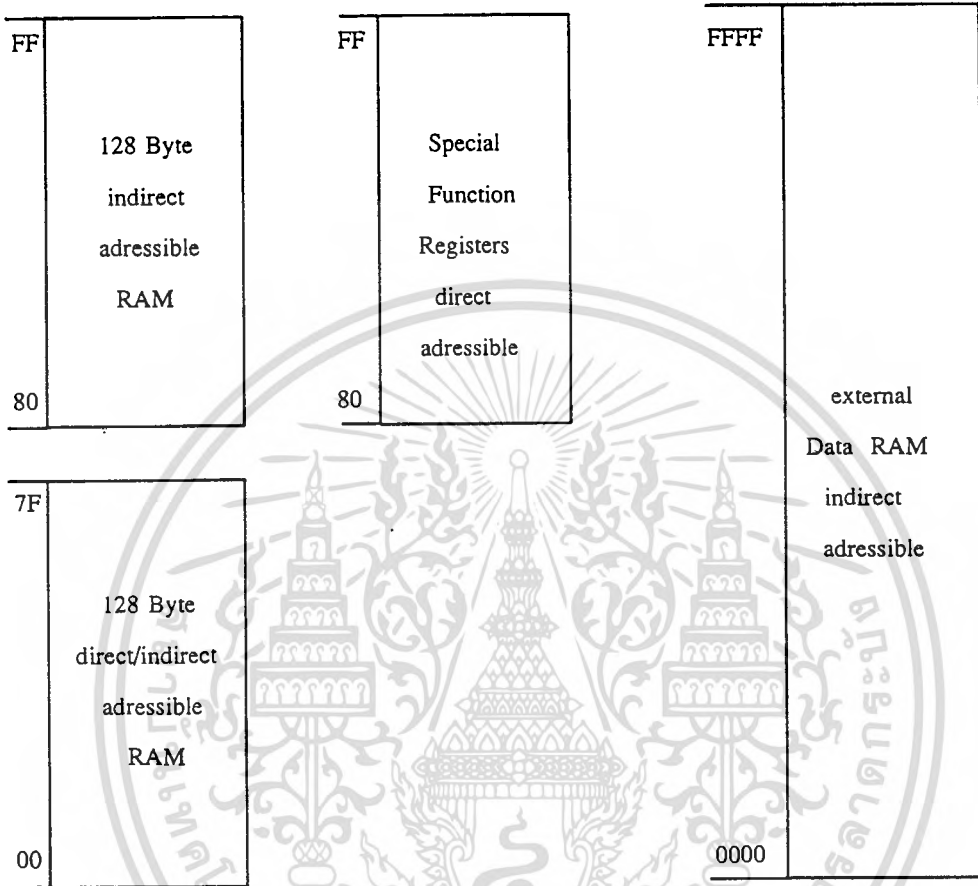 FF
128 Byte
indirect
adressible
RAM
80
FF
Special
Function
Registers
direct
adressible
80
7F
128 Byte
direct/indirect
adressible
RAM
00
FFFF
external
Data RAM
indirect
adressible
0000